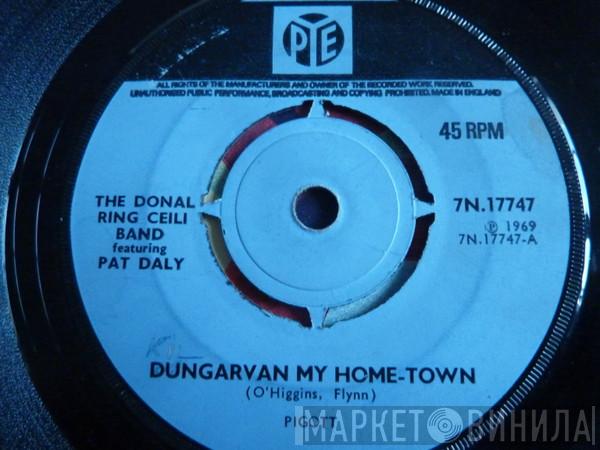 PYE
ALL RIGHTS OF THE MANUFACTURERS AND OWNER OF THE RECORDED WORK RESERVED.
UNAUTHORISED PUBLIC PERFORMANCE, BROADCASTING AND COPYING PROHIBITED. MADE IN ENGLAND
45 RPM
THE DONAL
RING CEILI
BAND
featuring
PAT DALY
7N.17747
℗ 1969
7N.17747-A
DUNGARVAN MY HOME-TOWN
(O'Higgins, Flynn)
PIGOTT
МАРКЕТ ВИНИЛА